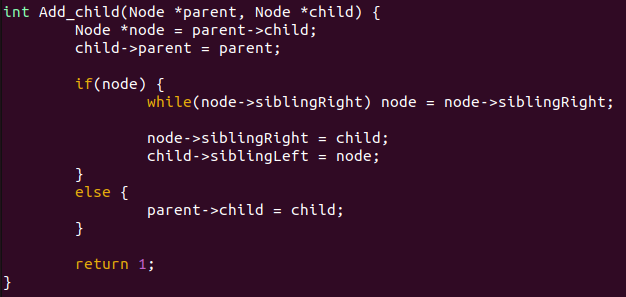 int Add_child(Node *parent, Node *child) {
        Node *node = parent->child;
        child->parent = parent;

        if(node) {
                while(node->siblingRight) node = node->siblingRight;

                node->siblingRight = child;
                child->siblingLeft = node;
        }
        else {
                parent->child = child;
        }

        return 1;
}